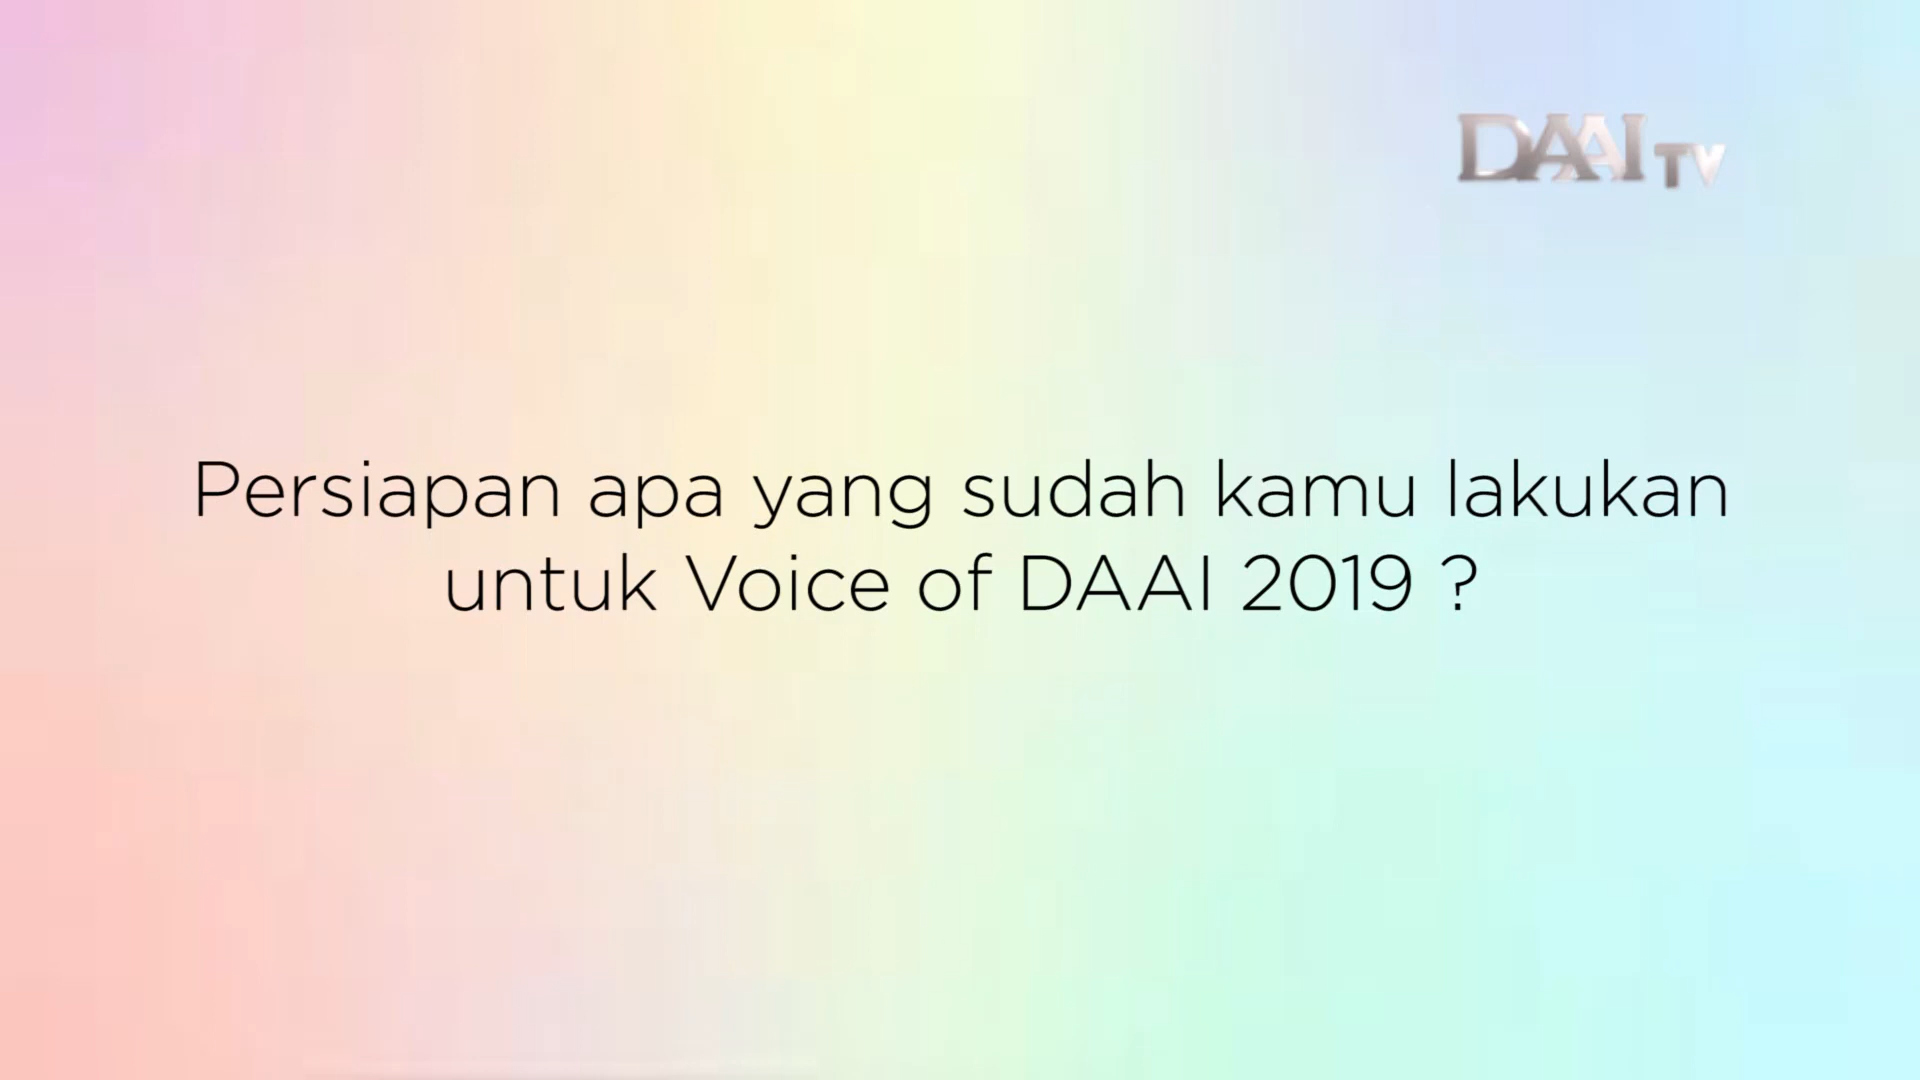 DAAI TV
Persiapan apa yang sudah kamu lakukan
untuk Voice of DAAI 2019 ?